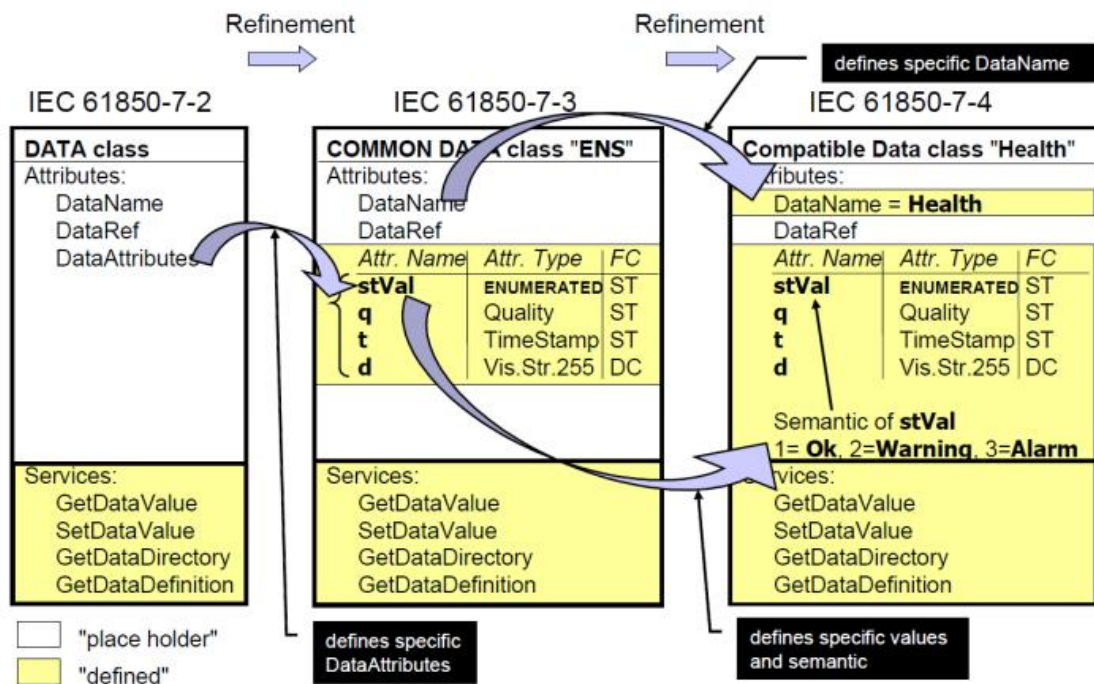 Refinement
Refinement
defines specific DataName
IEC 61850-7-2
IEC 61850-7-3
IEC 61850-7-4
DATA class
Attributes:
DataName
DataRef
DataAttributes
Services:
GetDataValue
SetDataValue
GetDataDirectory
GetDataDefinition
COMMON DATA class "ENS"
Attributes:
DataName
DataRef
Attr. Name Attr. Type FC
stVal ENUMERATED ST
q Quality ST
t TimeStamp ST
d Vis.Str.255 DC
Services:
GetDataValue
SetDataValue
GetDataDirectory
GetDataDefinition
Compatible Data class "Health"
tributes:
DataName = Health
DataRef
Attr. Name Attr. Type FC
stVal ENUMERATED ST
q Quality ST
t TimeStamp ST
d Vis.Str.255 DC
Semantic of stVal
1= Ok, 2=Warning, 3=Alarm
rvices:
GetDataValue
SetDataValue
GetDataDirectory
GetDataDefinition
"place holder"
"defined"
defines specific
DataAttributes
defines specific values
and semantic